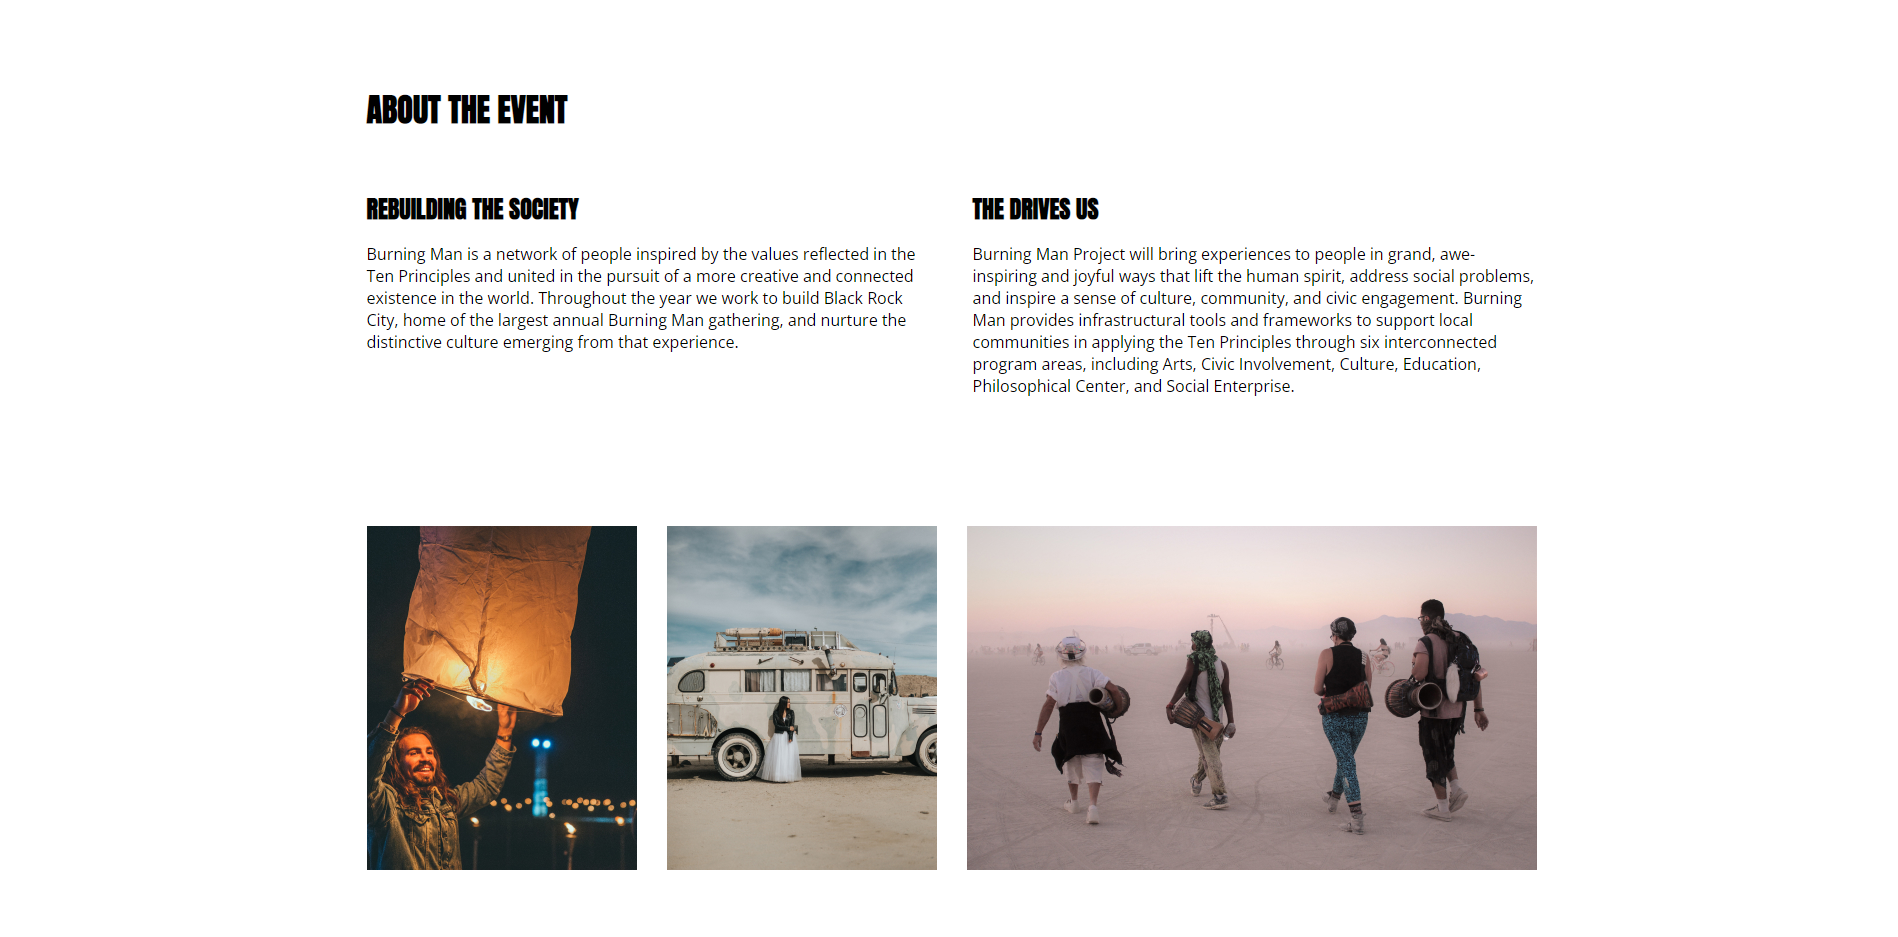 ABOUT THE EVENT
REBUILDING THE SOCIETY
Burning Man is a network of people inspired by the values reflected in the
Ten Principles and united in the pursuit of a more creative and connected
existence in the world. Throughout the year we work to build Black Rock
City, home of the largest annual Burning Man gathering, and nurture the
distinctive culture emerging from that experience.
THE DRIVES US
Burning Man Project will bring experiences to people in grand, awe-
inspiring and joyful ways that lift the human spirit, address social problems,
and inspire a sense of culture, community, and civic engagement. Burning
Man provides infrastructural tools and frameworks to support local
communities in applying the Ten Principles through six interconnected
program areas, including Arts, Civic Involvement, Culture, Education,
Philosophical Center, and Social Enterprise.